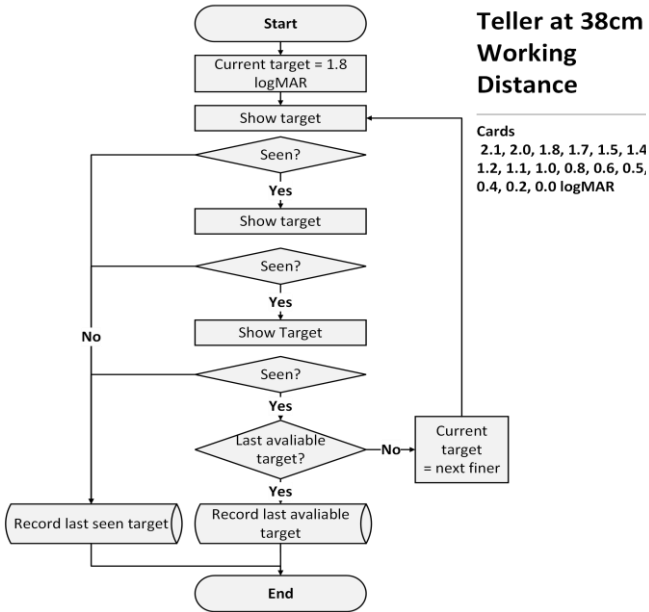 Start
Teller at 38cm
Working
Distance
Current target = 1.8
logMAR
Show target
Cards
2.1, 2.0, 1.8, 1.7, 1.5, 1.4
1.2, 1.1, 1.0, 0.8, 0.6, 0.5,
0.4, 0.2, 0.0 logMAR
Seen?
Yes
Show target
Seen?
Yes
No
Show Target
Seen?
Yes
Last avaliable
target?
No
Current
target
= next finer
Yes
Record last seen target
Record last avaliable
target
End